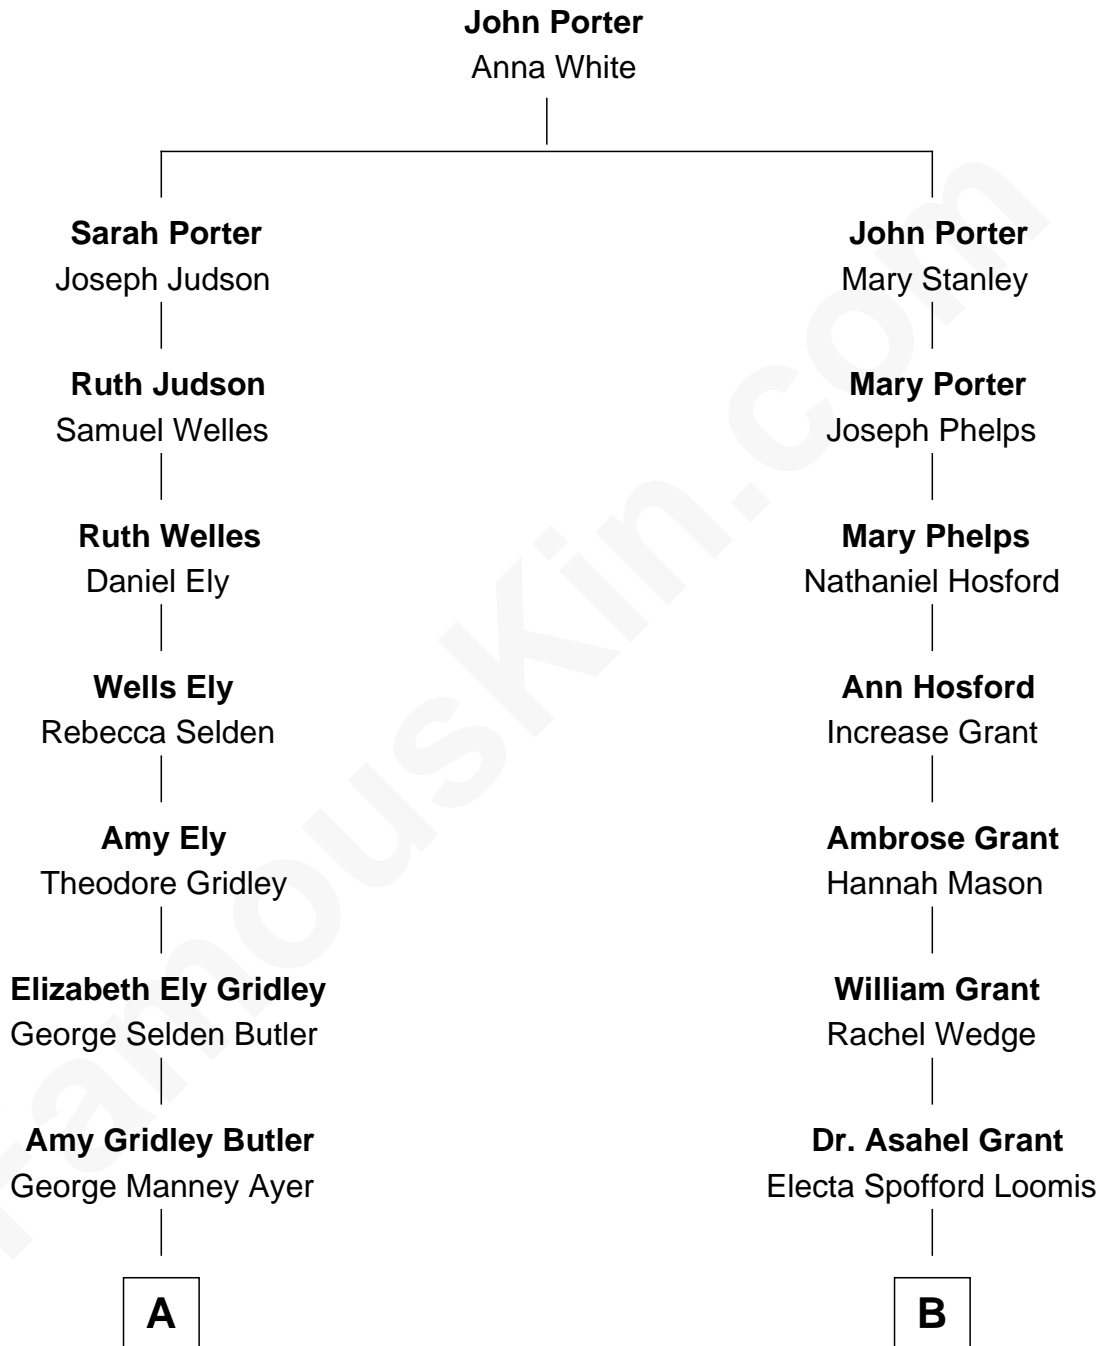 John Porter
Anna White
Sarah Porter
Joseph Judson
John Porter
Mary Stanley
Ruth Judson
Samuel Welles
Mary Porter
Joseph Phelps
Ruth Welles
Daniel Ely
Mary Phelps
Nathaniel Hosford
Wells Ely
Rebecca Selden
Ann Hosford
Increase Grant
Amy Ely
Theodore Gridley
Ambrose Grant
Hannah Mason
Elizabeth Ely Gridley
George Selden Butler
William Grant
Rachel Wedge
Amy Gridley Butler
George Manney Ayer
Dr. Asahel Grant
Electa Spofford Loomis
A
B
FamousKin.com